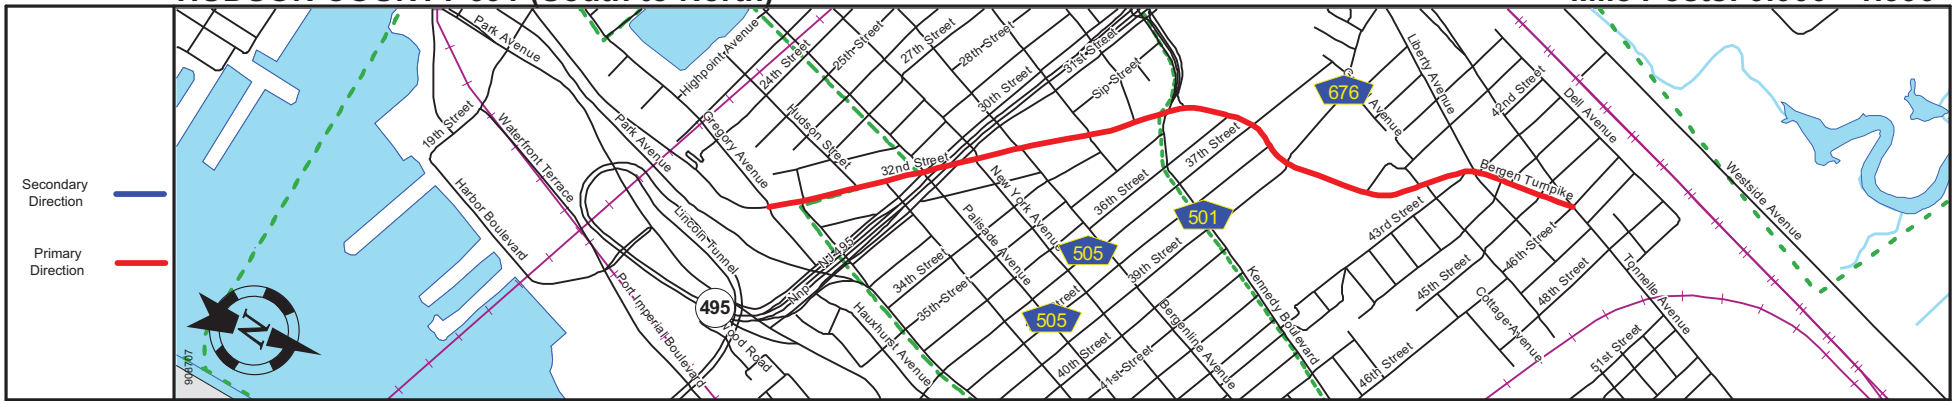 Secondary
Direction
Primary
Direction
Park Avenue
19th Street
Waterfront Terrace
Harbor Boulevard
Park Avenue
Highpoint Avenue
24th Street
25th Street
27th Street
28th Street
30th Street
31st Street
Sip Street
Gregory Avenue
Hudson Street
32nd Street
Lincoln Tunnel
Port Imperial Boulevard
495
NJ 495
Hauxhurst Avenue
34th Street
35th Street
Palisade Avenue
New York Avenue
36th Street
37th Street
505
505
Street
39th Street
40th Street
41st Street
Bergenline Avenue
501
Kennedy Boulevard
676
Avenue
Liberty Avenue
42nd Street
Dell Avenue
Bergen Turnpike
43rd Street
45th Street
46th Street
46th Street
48th Street
Cottage Avenue
51st Street
Tonnelle Avenue
Westside Avenue
N
908707